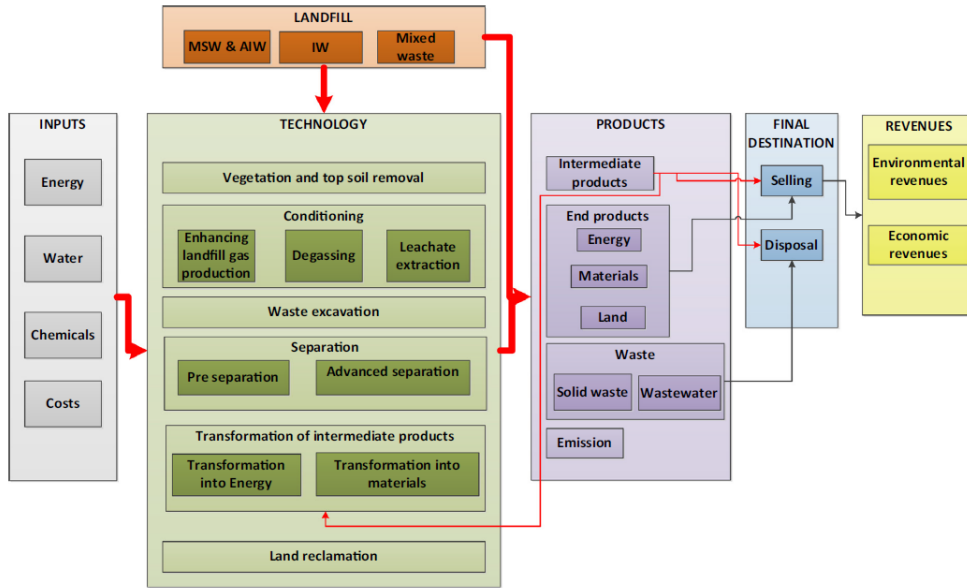 LANDFILL
MSW & AIW
IW
Mixed
waste
INPUTS
Energy
Water
Chemicals
Costs
TECHNOLOGY
Vegetation and top soil removal
Conditioning
Enhancing
landfill gas
production
Degassing
Leachate
extraction
Waste excavation
Separation
Pre separation
Advanced separation
Transformation of intermediate products
Transformation
into Energy
Transformation into
materials
Land reclamation
PRODUCTS
Intermediate
products
End products
Energy
Materials
Land
Waste
Solid waste
Wastewater
Emission
FINAL
DESTINATION
Selling
Disposal
REVENUES
Environmental
revenues
Economic
revenues